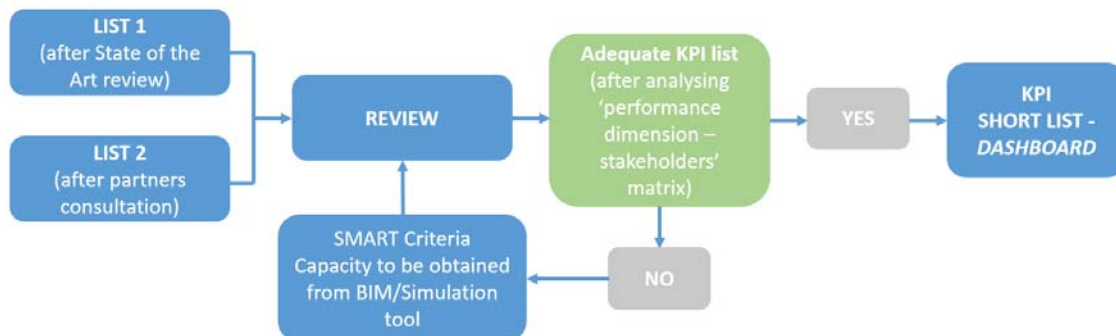 LIST 1
(after State of the
Art review)
LIST 2
(after partners
consultation)
REVIEW
SMART Criteria
Capacity to be obtained
from BIM/Simulation
tool
Adequate KPI list
(after analysing
‘performance
dimension –
stakeholders’
matrix)
NO
YES
KPI
SHORT LIST -
DASHBOARD